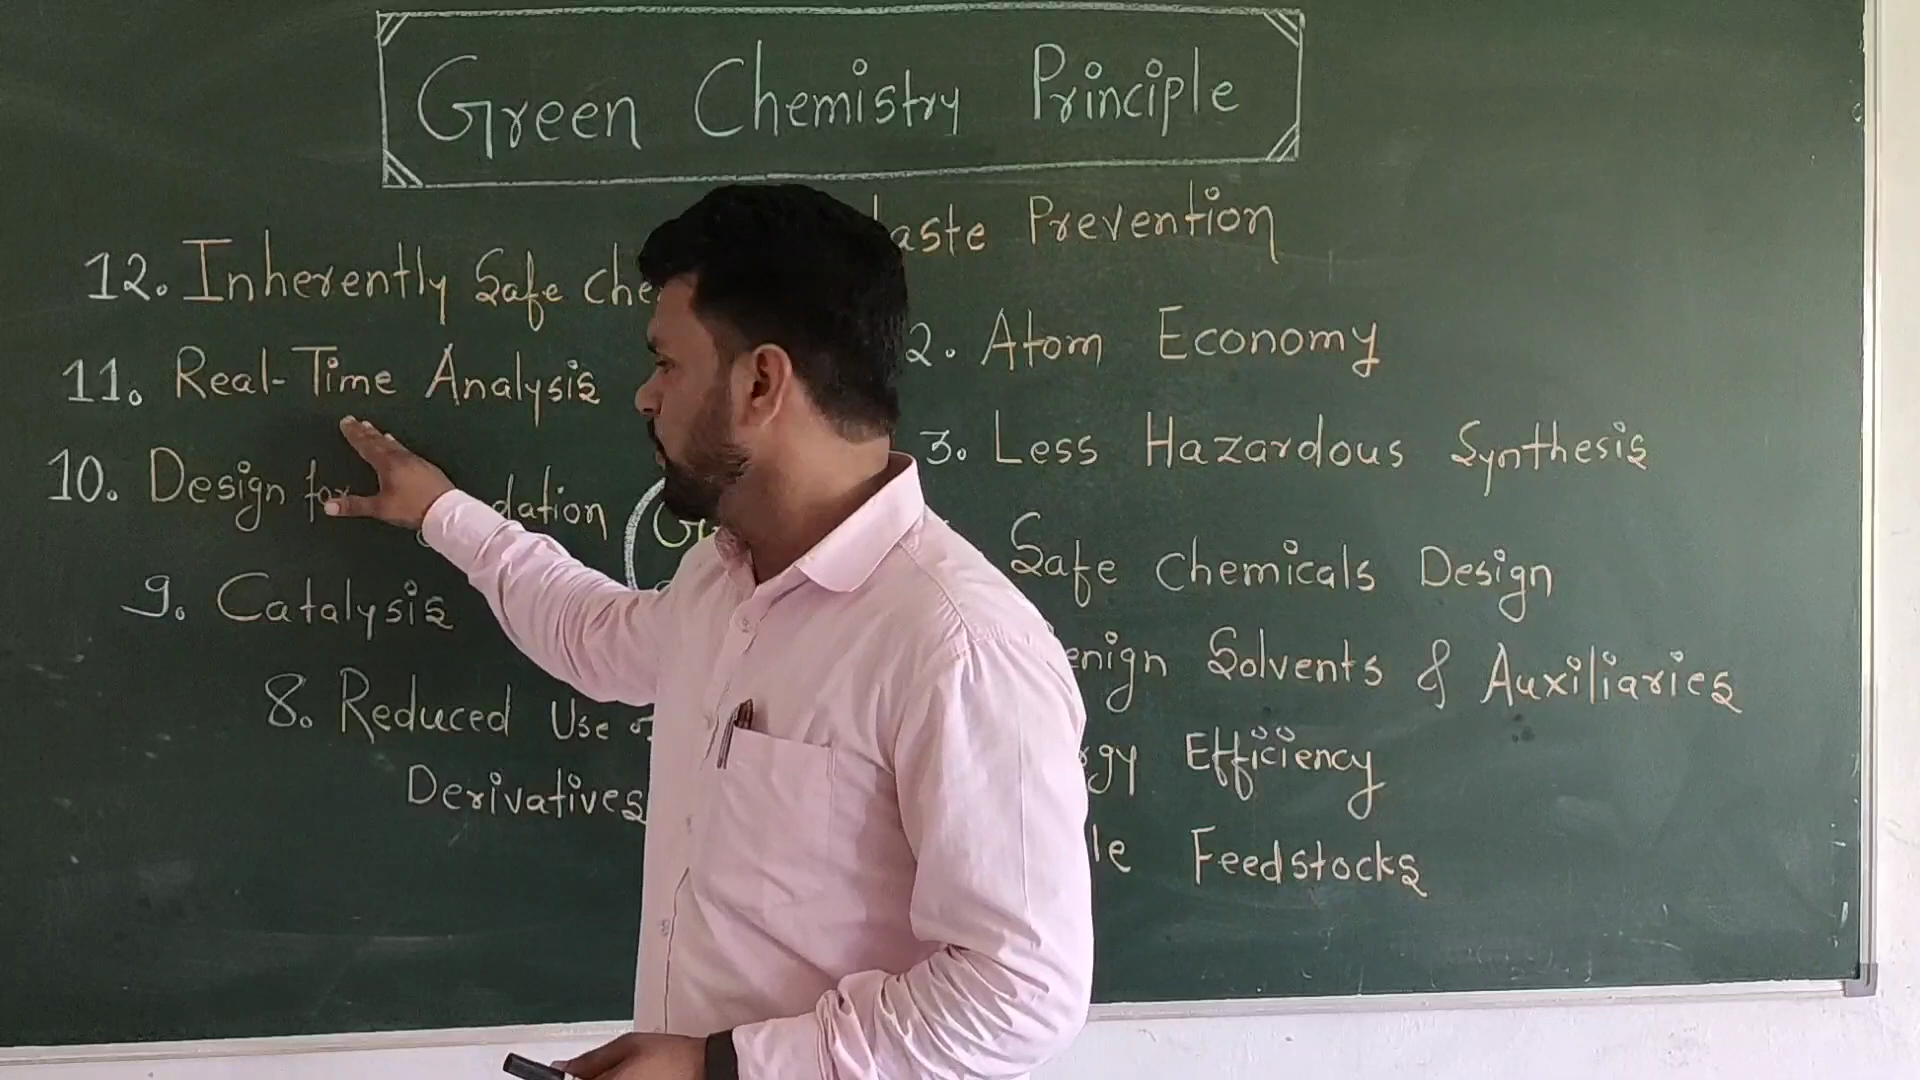 Green Chemistry Principle
aste Prevention
2. Atom Economy
3. Less Hazardous Synthesis
Safe Chemicals Design
enign Solvents & Auxiliaries
gy Efficiency
le Feedstocks
8. Reduced Use
Derivatives
9. Catalysis
10. Design for dation
11. Real-Time Analysis
12. Inherently Safe Che